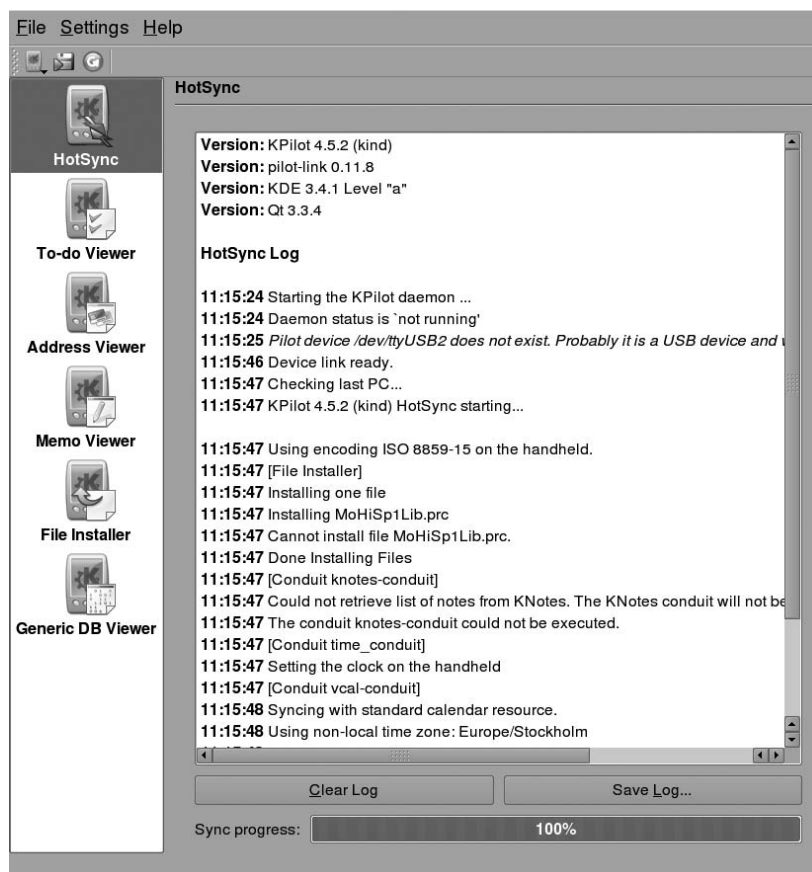 File Settings Help
HotSync
To-do Viewer
Address Viewer
Memo Viewer
File Installer
Generic DB Viewer
HotSync
Version: KPilot 4.5.2 (kind)
Version: pilot-link 0.11.8
Version: KDE 3.4.1 Level "a"
Version: Qt 3.3.4
HotSync Log
11:15:24 Starting the KPilot daemon ...
11:15:24 Daemon status is `not running'
11:15:25 Pilot device /dev/ttyUSB2 does not exist. Probably it is a USB device and
11:15:46 Device link ready.
11:15:47 Checking last PC...
11:15:47 KPilot 4.5.2 (kind) HotSync starting...
11:15:47 Using encoding ISO 8859-15 on the handheld.
11:15:47 [File Installer]
11:15:47 Installing one file
11:15:47 Installing MoHiSp1Lib.prc
11:15:47 Cannot install file MoHiSp1Lib.prc.
11:15:47 Done Installing Files
11:15:47 [Conduit knotes-conduit]
11:15:47 Could not retrieve list of notes from KNotes. The KNotes conduit will not be
11:15:47 The conduit knotes-conduit could not be executed.
11:15:47 [Conduit time_conduit]
11:15:47 Setting the clock on the handheld
11:15:47 [Conduit vcal-conduit]
11:15:48 Syncing with standard calendar resource.
11:15:48 Using non-local time zone: Europe/Stockholm
Clear Log
Save Log...
Sync progress: 100%